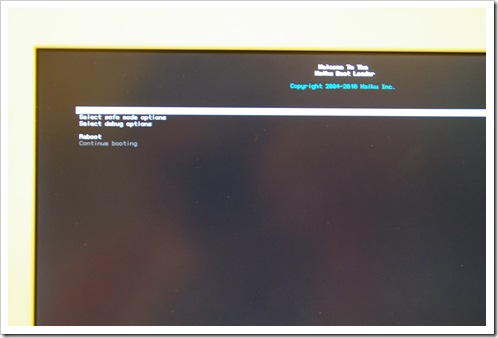 Welcome To The
Haiku Boot Loader
Copyright 2004-2010 Haiku Inc.
Select safe mode options
Select debug options
Reboot
Continue booting